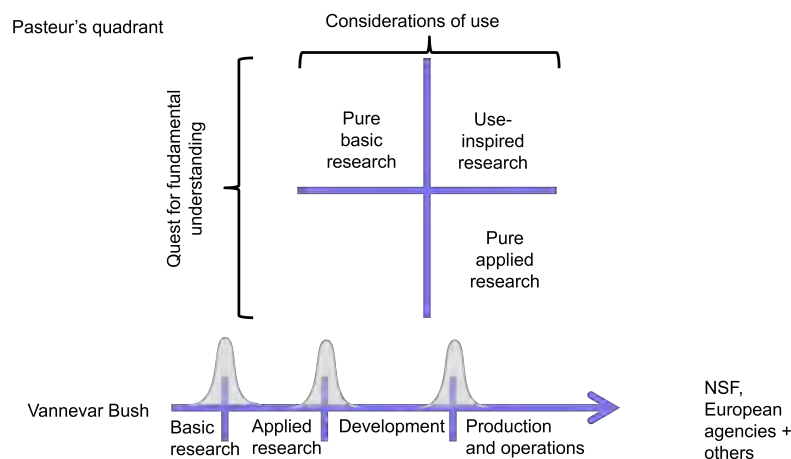 Pasteur's quadrant
Considerations of use
Quest for fundamental
understanding
Pure
basic
research
Use-
inspired
research
Pure
applied
research
Vannevar Bush
Basic
research
Applied
research
Development
Production
and operations
NSF,
European
agencies +
others